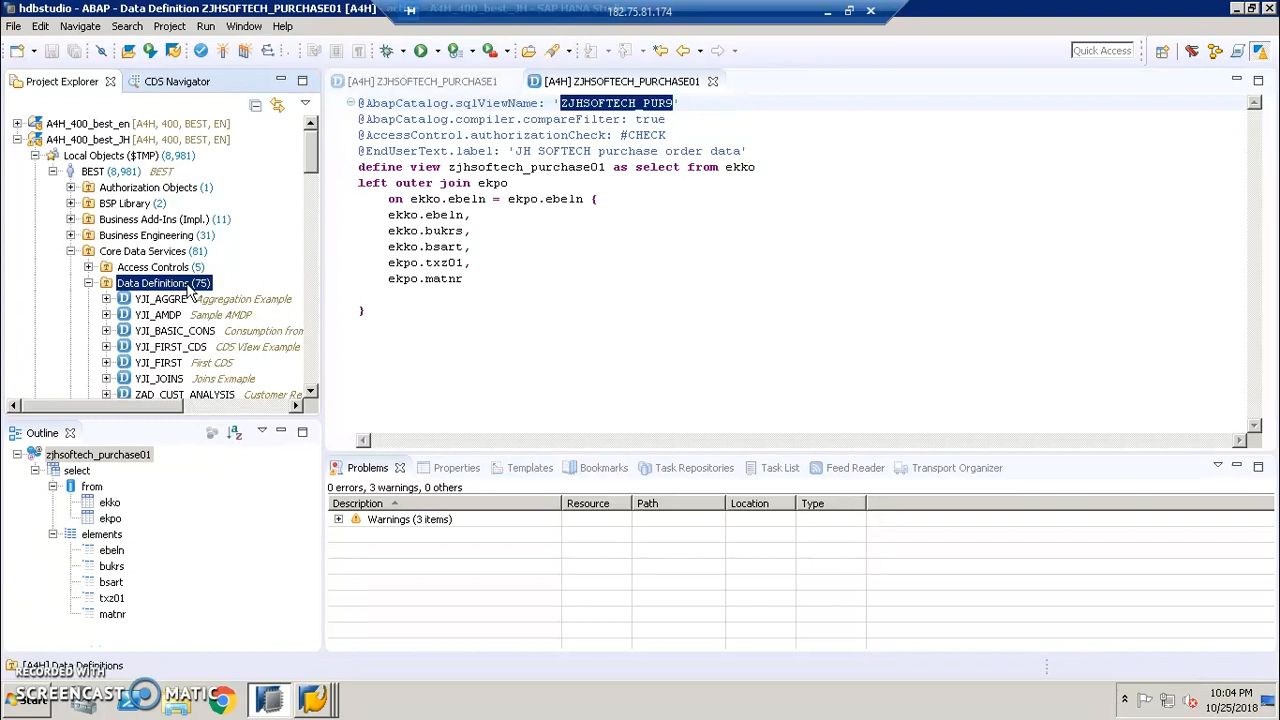 hdbstudio - ABAP - Data Definition ZJHSOFTECH_PURCHASE01 [A4H]
182.75.81.174
File Edit Navigate Search Project Run Window Help
Quick Access
Project Explorer CDS Navigator
A4H_400_best_en [A4H, 400, BEST, EN]
A4H_400_best_JH [A4H, 400, BEST, EN]
Local Objects ($TMP) (8,981)
BEST (8,981) BEST
Authorization Objects (1)
BSP Library (2)
Business Add-Ins (Impl.) (11)
Business Engineering (31)
Core Data Services (81)
Access Controls (5)
Data Definitions (75)
YJI_AGGRE Aggregation Example
YJI_AMDP Sample AMDP
YJI_BASIC_CONS Consumption from
YJI_FIRST_CDS CDS VIew Example
YJI_FIRST First CDS
YJI_JOINS Joins Exmaple
ZAD_CUST_ANALYSIS Customer Re
[A4H] ZJHSOFTECH_PURCHASE1 [A4H] ZJHSOFTECH_PURCHASE01
@AbapCatalog.sqlViewName: 'ZJHSOFTECH_PUR9'
@AbapCatalog.compiler.compareFilter: true
@AccessControl.authorizationCheck: #CHECK
@EndUserText.label: 'JH SOFTECH purchase order data'
define view zjhsoftech_purchase01 as select from ekko
left outer join ekpo
on ekko.ebeln = ekpo.ebeln {
ekko.ebeln,
ekko.bukrs,
ekko.bsart,
ekpo.txz01,
ekpo.matnr
}
Outline
zjhsoftech_purchase01
select
from
ekko
ekpo
elements
ebeln
bukrs
bsart
txz01
matnr
Problems Properties Templates Bookmarks Task Repositories Task List Feed Reader Transport Organizer
0 errors, 3 warnings, 0 others
Description Resource Path Location Type
Warnings (3 items)
[A4H] Data Definitions
RECORDED WITH
SCREENCAST MATIC
Start
10:04 PM
10/25/2018